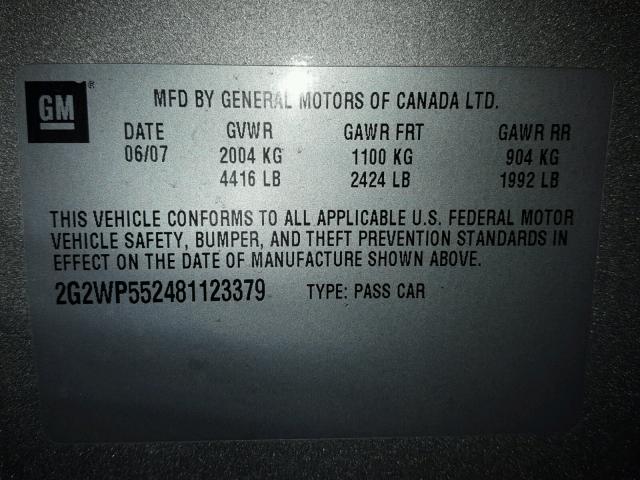 GM®
MFD BY GENERAL MOTORS OF CANADA LTD.
DATE GVWR GAWR FRT GAWR RR
06/07 2004 KG 1100 KG 904 KG
4416 LB 2424 LB 1992 LB
THIS VEHICLE CONFORMS TO ALL APPLICABLE U.S. FEDERAL MOTOR
VEHICLE SAFETY, BUMPER, AND THEFT PREVENTION STANDARDS IN
EFFECT ON THE DATE OF MANUFACTURE SHOWN ABOVE.
2G2WP552481123379 TYPE: PASS CAR